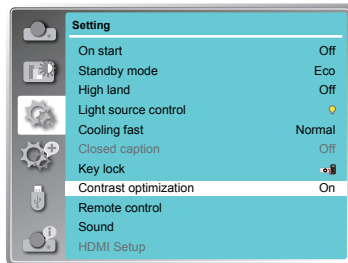 Setting
On start Off
Standby mode Eco
High land Off
Light source control
Cooling fast Normal
Closed caption Off
Key lock
Contrast optimization On
Remote control
Sound
HDMI Setup